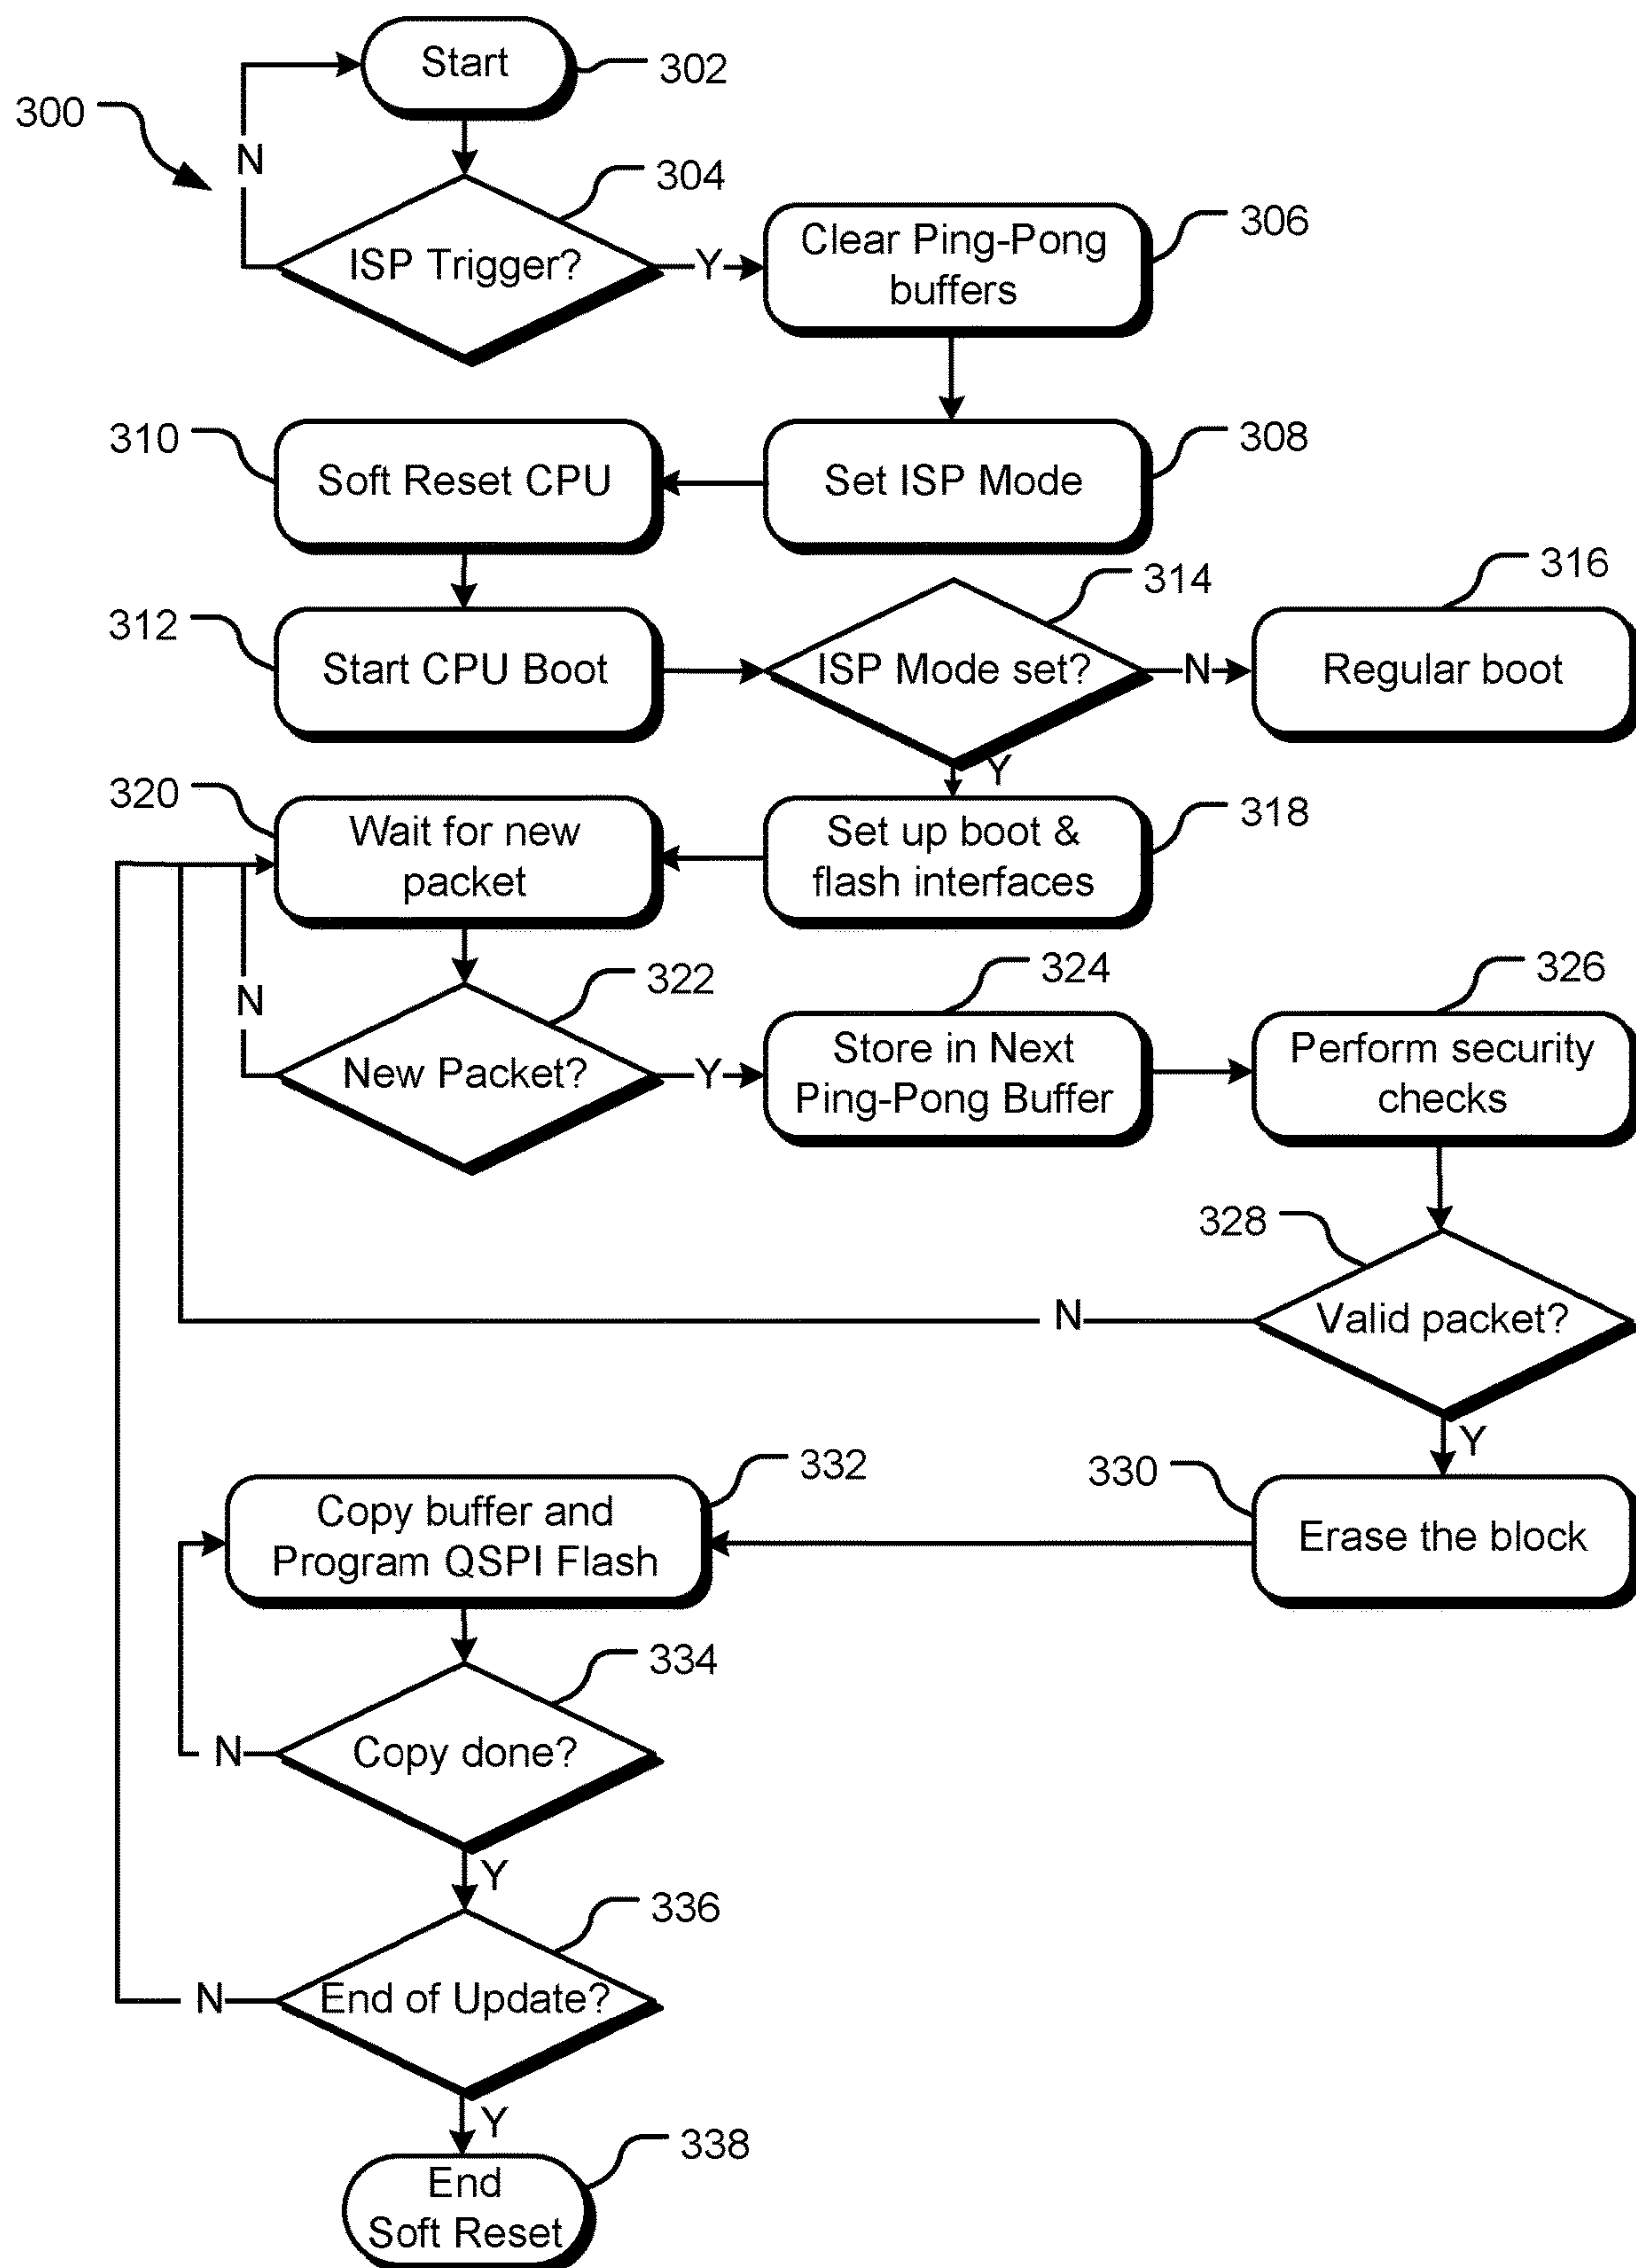 Start
302
300
N
304
ISP Trigger?
Y
Clear Ping-Pong
buffers
306
310
Soft Reset CPU
Set ISP Mode
308
312
Start CPU Boot
314
ISP Mode set?
N
316
Regular boot
Y
320
Wait for new
packet
Set up boot &
flash interfaces
318
N
322
New Packet?
Y
324
Store in Next
Ping-Pong Buffer
326
Perform security
checks
328
Valid packet?
N
Y
332
Copy buffer and
Program QSPI Flash
330
Erase the block
334
Copy done?
N
Y
336
End of Update?
N
Y
338
End
Soft Reset